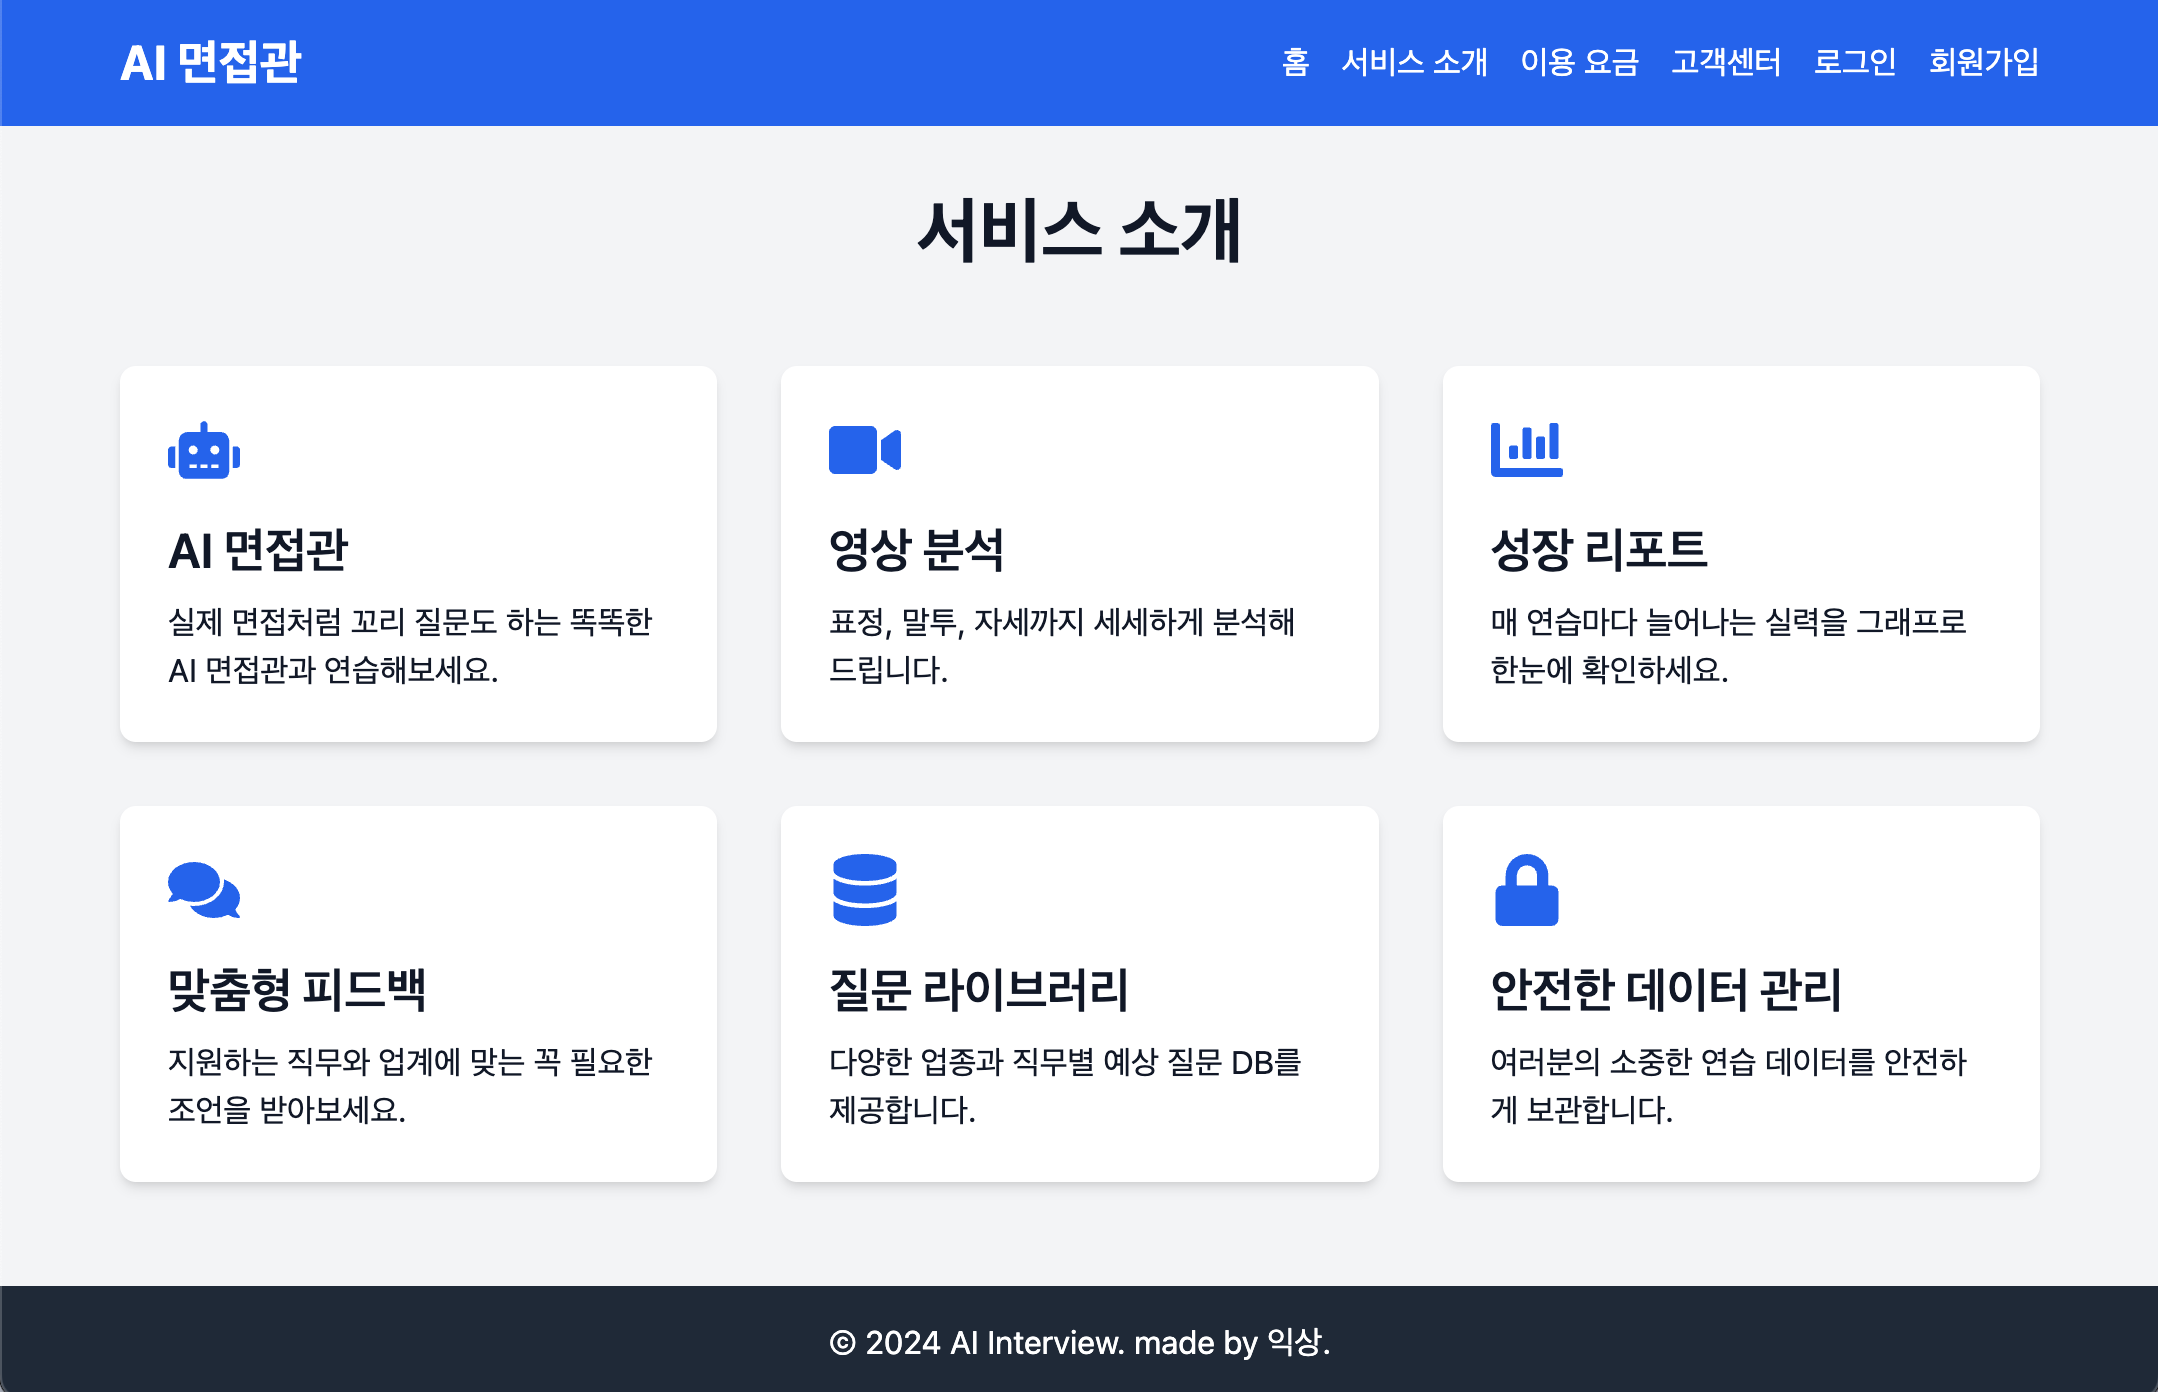 AI 면접관
홈 서비스 소개 이용 요금 고객센터 로그인 회원가입
서비스 소개
AI 면접관
실제 면접처럼 꼬리 질문도 하는 똑똑한
AI 면접관과 연습해보세요.
영상 분석
표정, 말투, 자세까지 세세하게 분석해
드립니다.
성장 리포트
매 연습마다 늘어나는 실력을 그래프로
한눈에 확인하세요.
맞춤형 피드백
지원하는 직무와 업계에 맞는 꼭 필요한
조언을 받아보세요.
질문 라이브러리
다양한 업종과 직무별 예상 질문 DB를
제공합니다.
안전한 데이터 관리
여러분의 소중한 연습 데이터를 안전하
게 보관합니다.
© 2024 AI Interview. made by 익상.